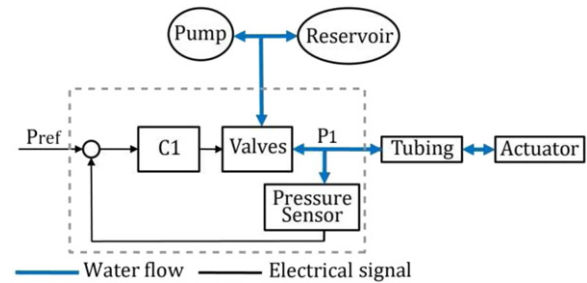 Pump
Reservoir
Pref
C1
Valves
P1
Tubing
Actuator
Pressure
Sensor
Water flow
Electrical signal